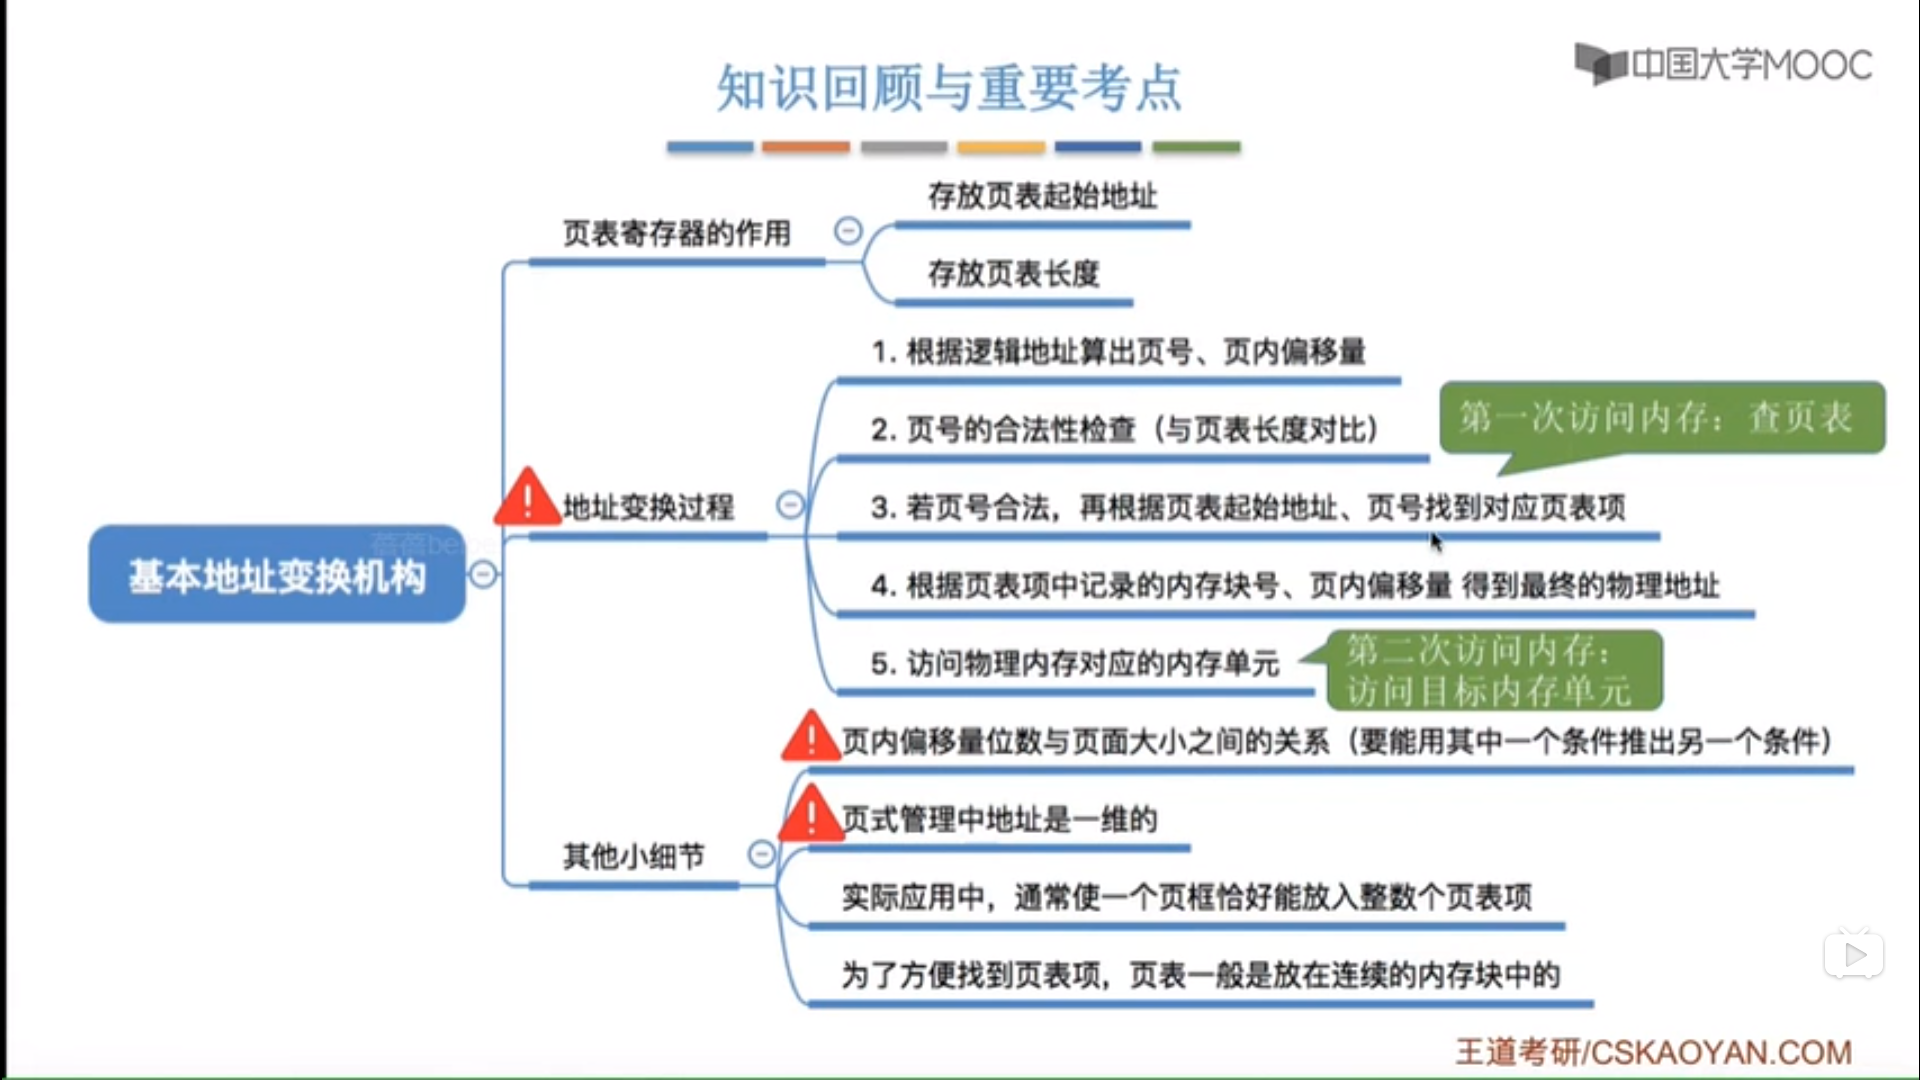 中国大学MOOC
知识回顾与重要考点
存放页表起始地址
页表寄存器的作用
存放页表长度
1. 根据逻辑地址算出页号、页内偏移量
2. 页号的合法性检查（与页表长度对比）
第一次访问内存：查页表
地址变换过程
3. 若页号合法，再根据页表起始地址、页号找到对应页表项
基本地址变换机构
4. 根据页表项中记录的内存块号、页内偏移量 得到最终的物理地址
5. 访问物理内存对应的内存单元
第二次访问内存：
访问目标内存单元
页内偏移量位数与页面大小之间的关系（要能用其中一个条件推出另一个条件）
页式管理中地址是一维的
其他小细节
实际应用中，通常使一个页框恰好能放入整数个页表项
为了方便找到页表项，页表一般是放在连续的内存块中的
王道考研/CSKAOYAN.COM